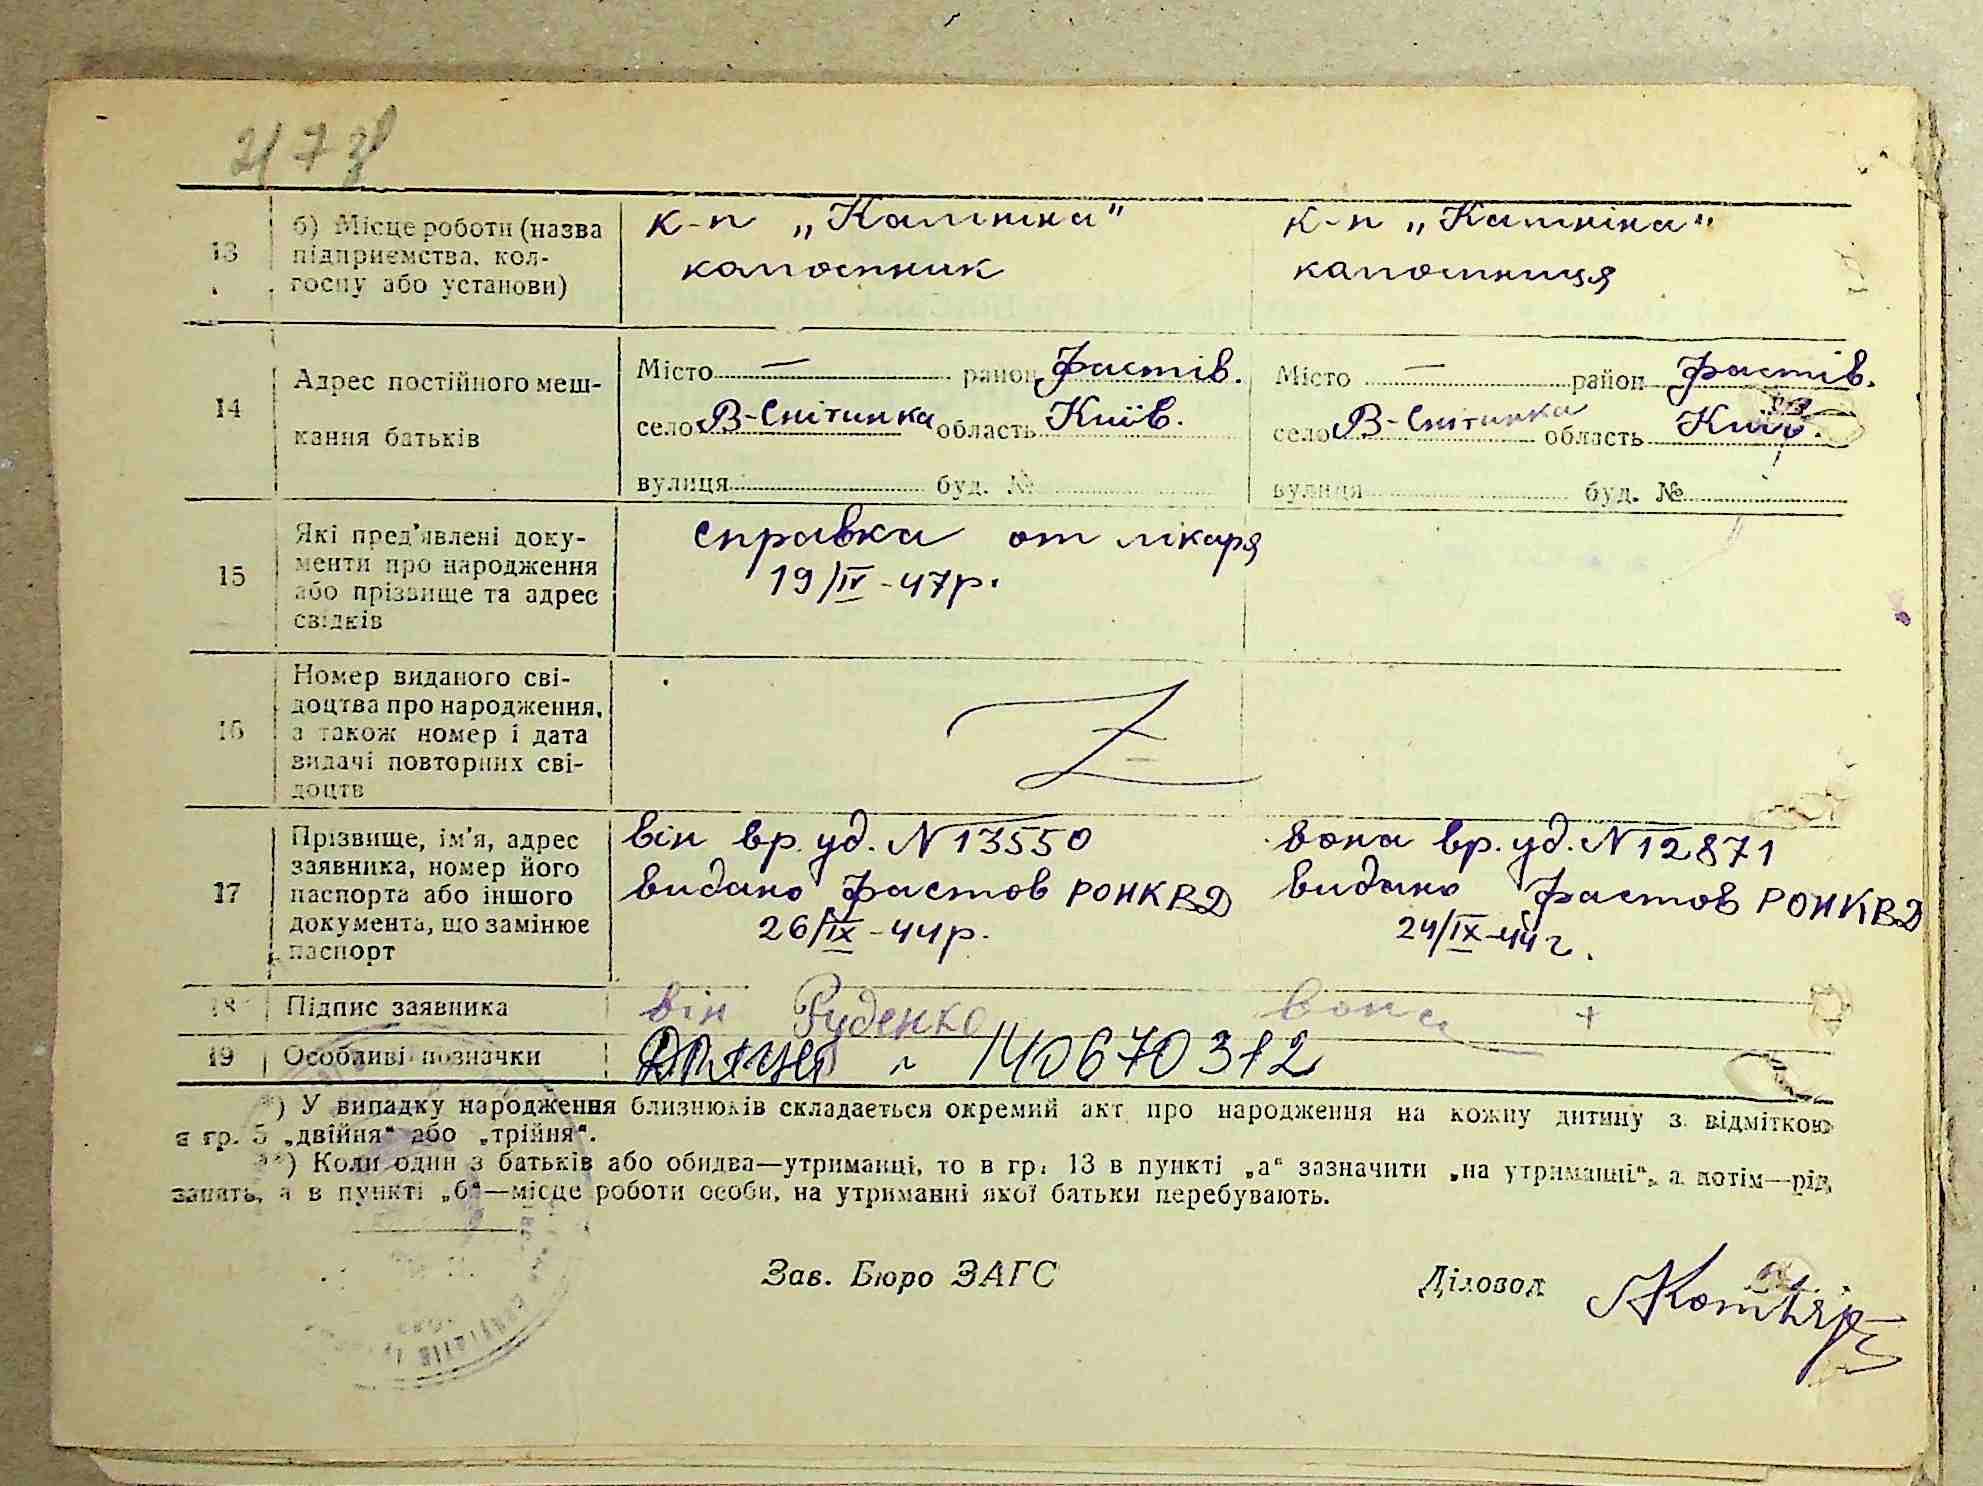 217 зв
13
б) Місце роботи (назва підприємства, колгоспу або установи)
к-п „Калініна" к-п „Калініна"
колгоспник колгоспниця
14
Адрес постійного меш-
кання батьків
Місто — район Фастів. Місто — район Фастів.
село В-Снітинка область Київ. село В-Снітинка область Київ.
вулиця буд. № вулиця буд. №
15
Які пред'явлені доку-
менти про народження
або прізвище та адрес
свідків
справка от лікаря
19/IV-47р.
16
Номер виданого сві-
доцтва про народження,
а також номер і дата
видачі повторних сві-
доцтв
17
Прізвище, ім'я, адрес
заявника, номер його
паспорта або іншого
документа, що замінює
паспорт
він вр. уд. N 13550 вона вр. уд. N 12871
видано Фастов РОНКВД видано Фастов РОНКВД
26/IX-44р. 24/IX-44г.
18 Підпис заявника він Руденко вона +
19 Особливі позначки 140670312
*) У випадку народження близнюків складається окремий акт про народження на кожну дитину з відміткою
в гр. 5 „двійня" або „трійня".
**) Коли один з батьків або обидва—утриманці, то в гр. 13 в пункті „а" зазначити „на утриманні", а потім—рід
занять, а в пункті „б"—місце роботи особи, на утриманні якої батьки перебувають.
Зав. Бюро ЗАГС Діловод